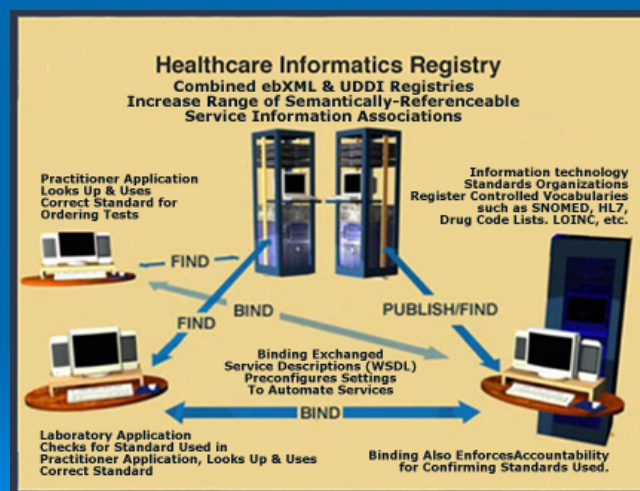 Healthcare Informatics Registry
Combined ebXML & UDDI Registries
Increase Range of Semantically-Referenceable
Service Information Associations
Practitioner Application
Looks Up & Uses
Correct Standard for
Ordering Tests
Information technology
Standards Organizations
Register Controlled Vocabularies
such as SNOMED, HL7,
Drug Code Lists. LOINC, etc.
FIND
FIND
BIND
PUBLISH/FIND
Binding Exchanged
Service Descriptions (WSDL)
Preconfigures Settings
To Automate Services
BIND
Laboratory Application
Checks for Standard Used in
Practitioner Application, Looks Up & Uses
Correct Standard
Binding Also EnforcesAccountability
for Confirming Standards Used.